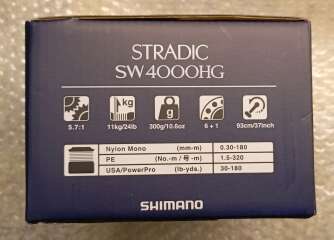 STRADIC
SW4000HG
kg g
5.7:1 11kg/24lb 300g/10.6oz 6 + 1 93cm/37inch
Nylon Mono (mm-m) 0.30-180
PE (No.-m / 号-m) 1.5-320
USA/PowerPro (lb-yds.) 30-180
SHIMANO